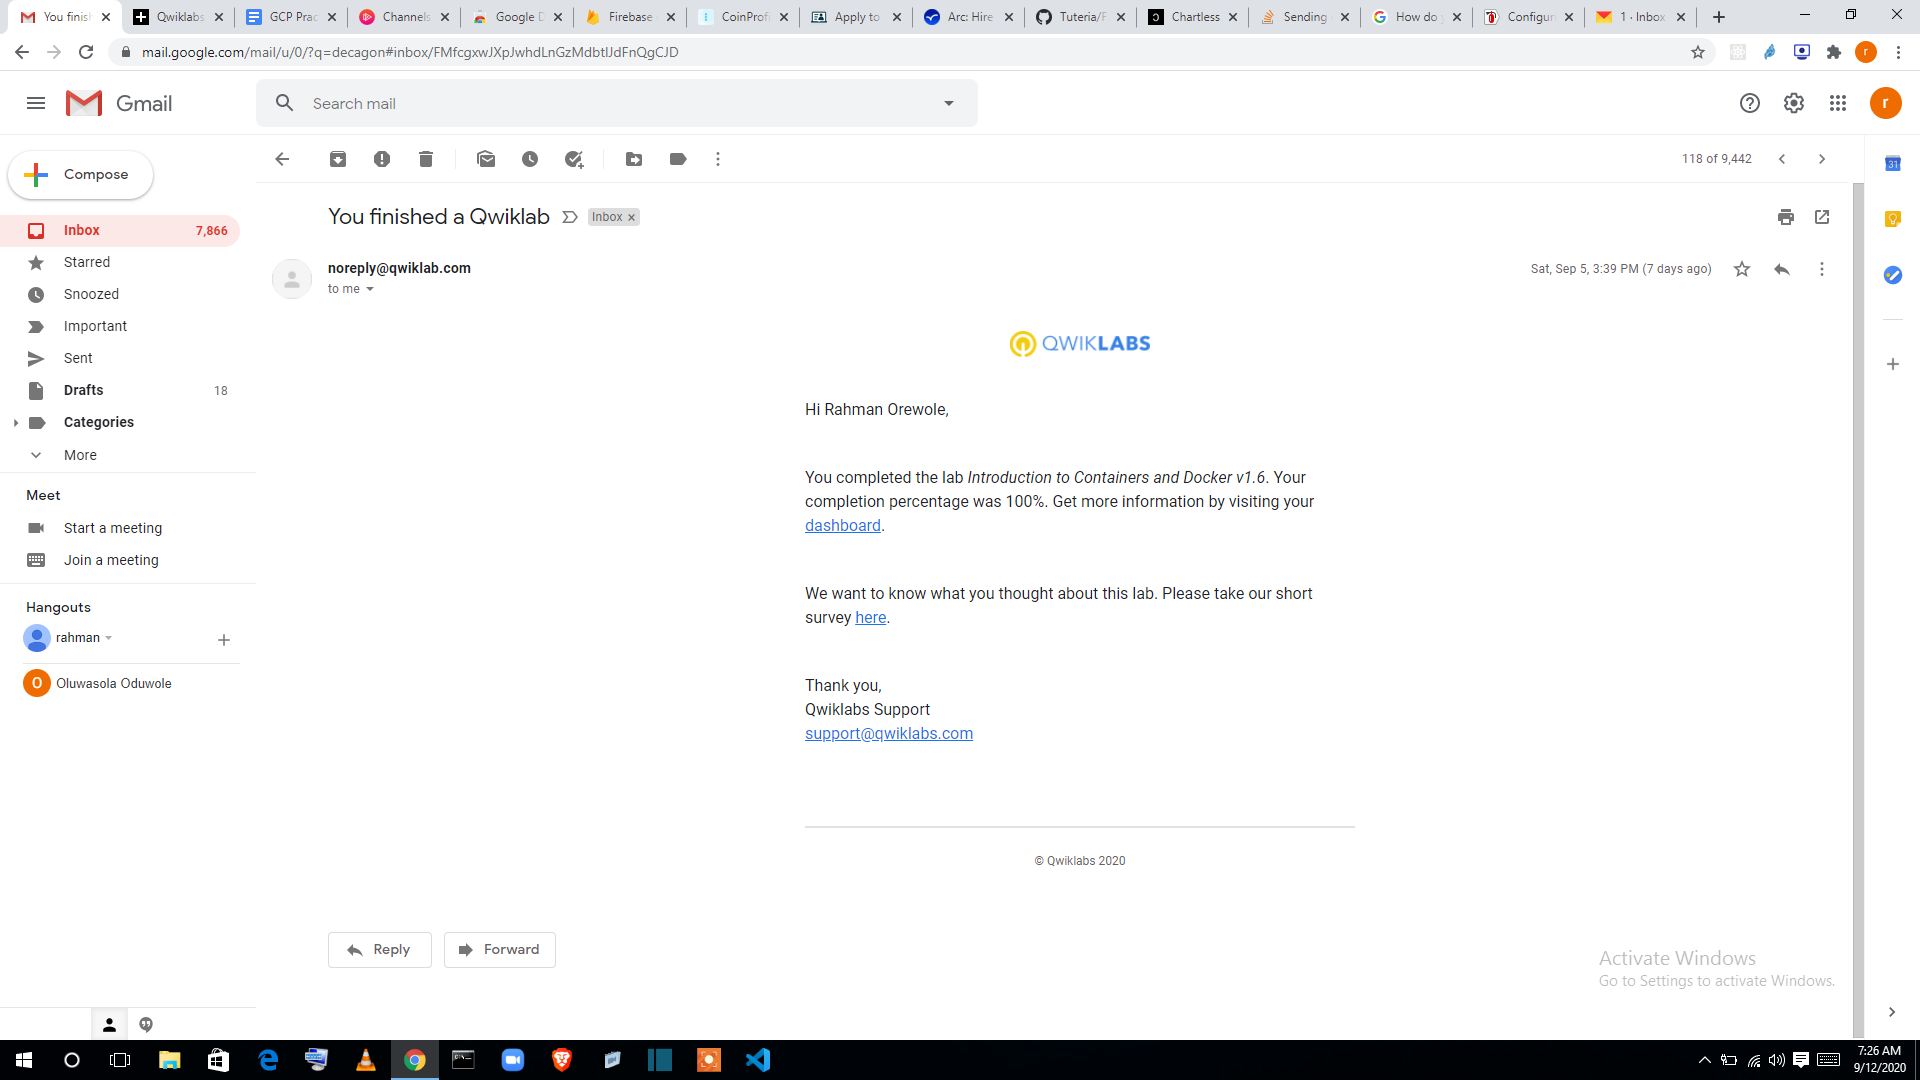 You finish
Qwiklabs
GCP Prac
Channels
Google D
Firebase
CoinProfi
Apply to
Arc: Hire
Tuteria/F
Chartless
Sending
How do y
Configur
1 · Inbox
mail.google.com/mail/u/0/?q=decagon#inbox/FMfcgxwJXpJwhdLnGzMdbtlJdFnQgCJD
r
Gmail
Search mail
r
Compose
118 of 9,442
31
Inbox 7,866
Starred
Snoozed
Important
Sent
Drafts 18
Categories
More
Meet
Start a meeting
Join a meeting
Hangouts
rahman
O Oluwasola Oduwole
You finished a Qwiklab
Inbox x
noreply@qwiklab.com
to me
Sat, Sep 5, 3:39 PM (7 days ago)
QWIKLABS
Hi Rahman Orewole,
You completed the lab Introduction to Containers and Docker v1.6. Your
completion percentage was 100%. Get more information by visiting your
dashboard.
We want to know what you thought about this lab. Please take our short
survey here.
Thank you,
Qwiklabs Support
support@qwiklabs.com
© Qwiklabs 2020
Reply
Forward
Activate Windows
Go to Settings to activate Windows.
7:26 AM
9/12/2020